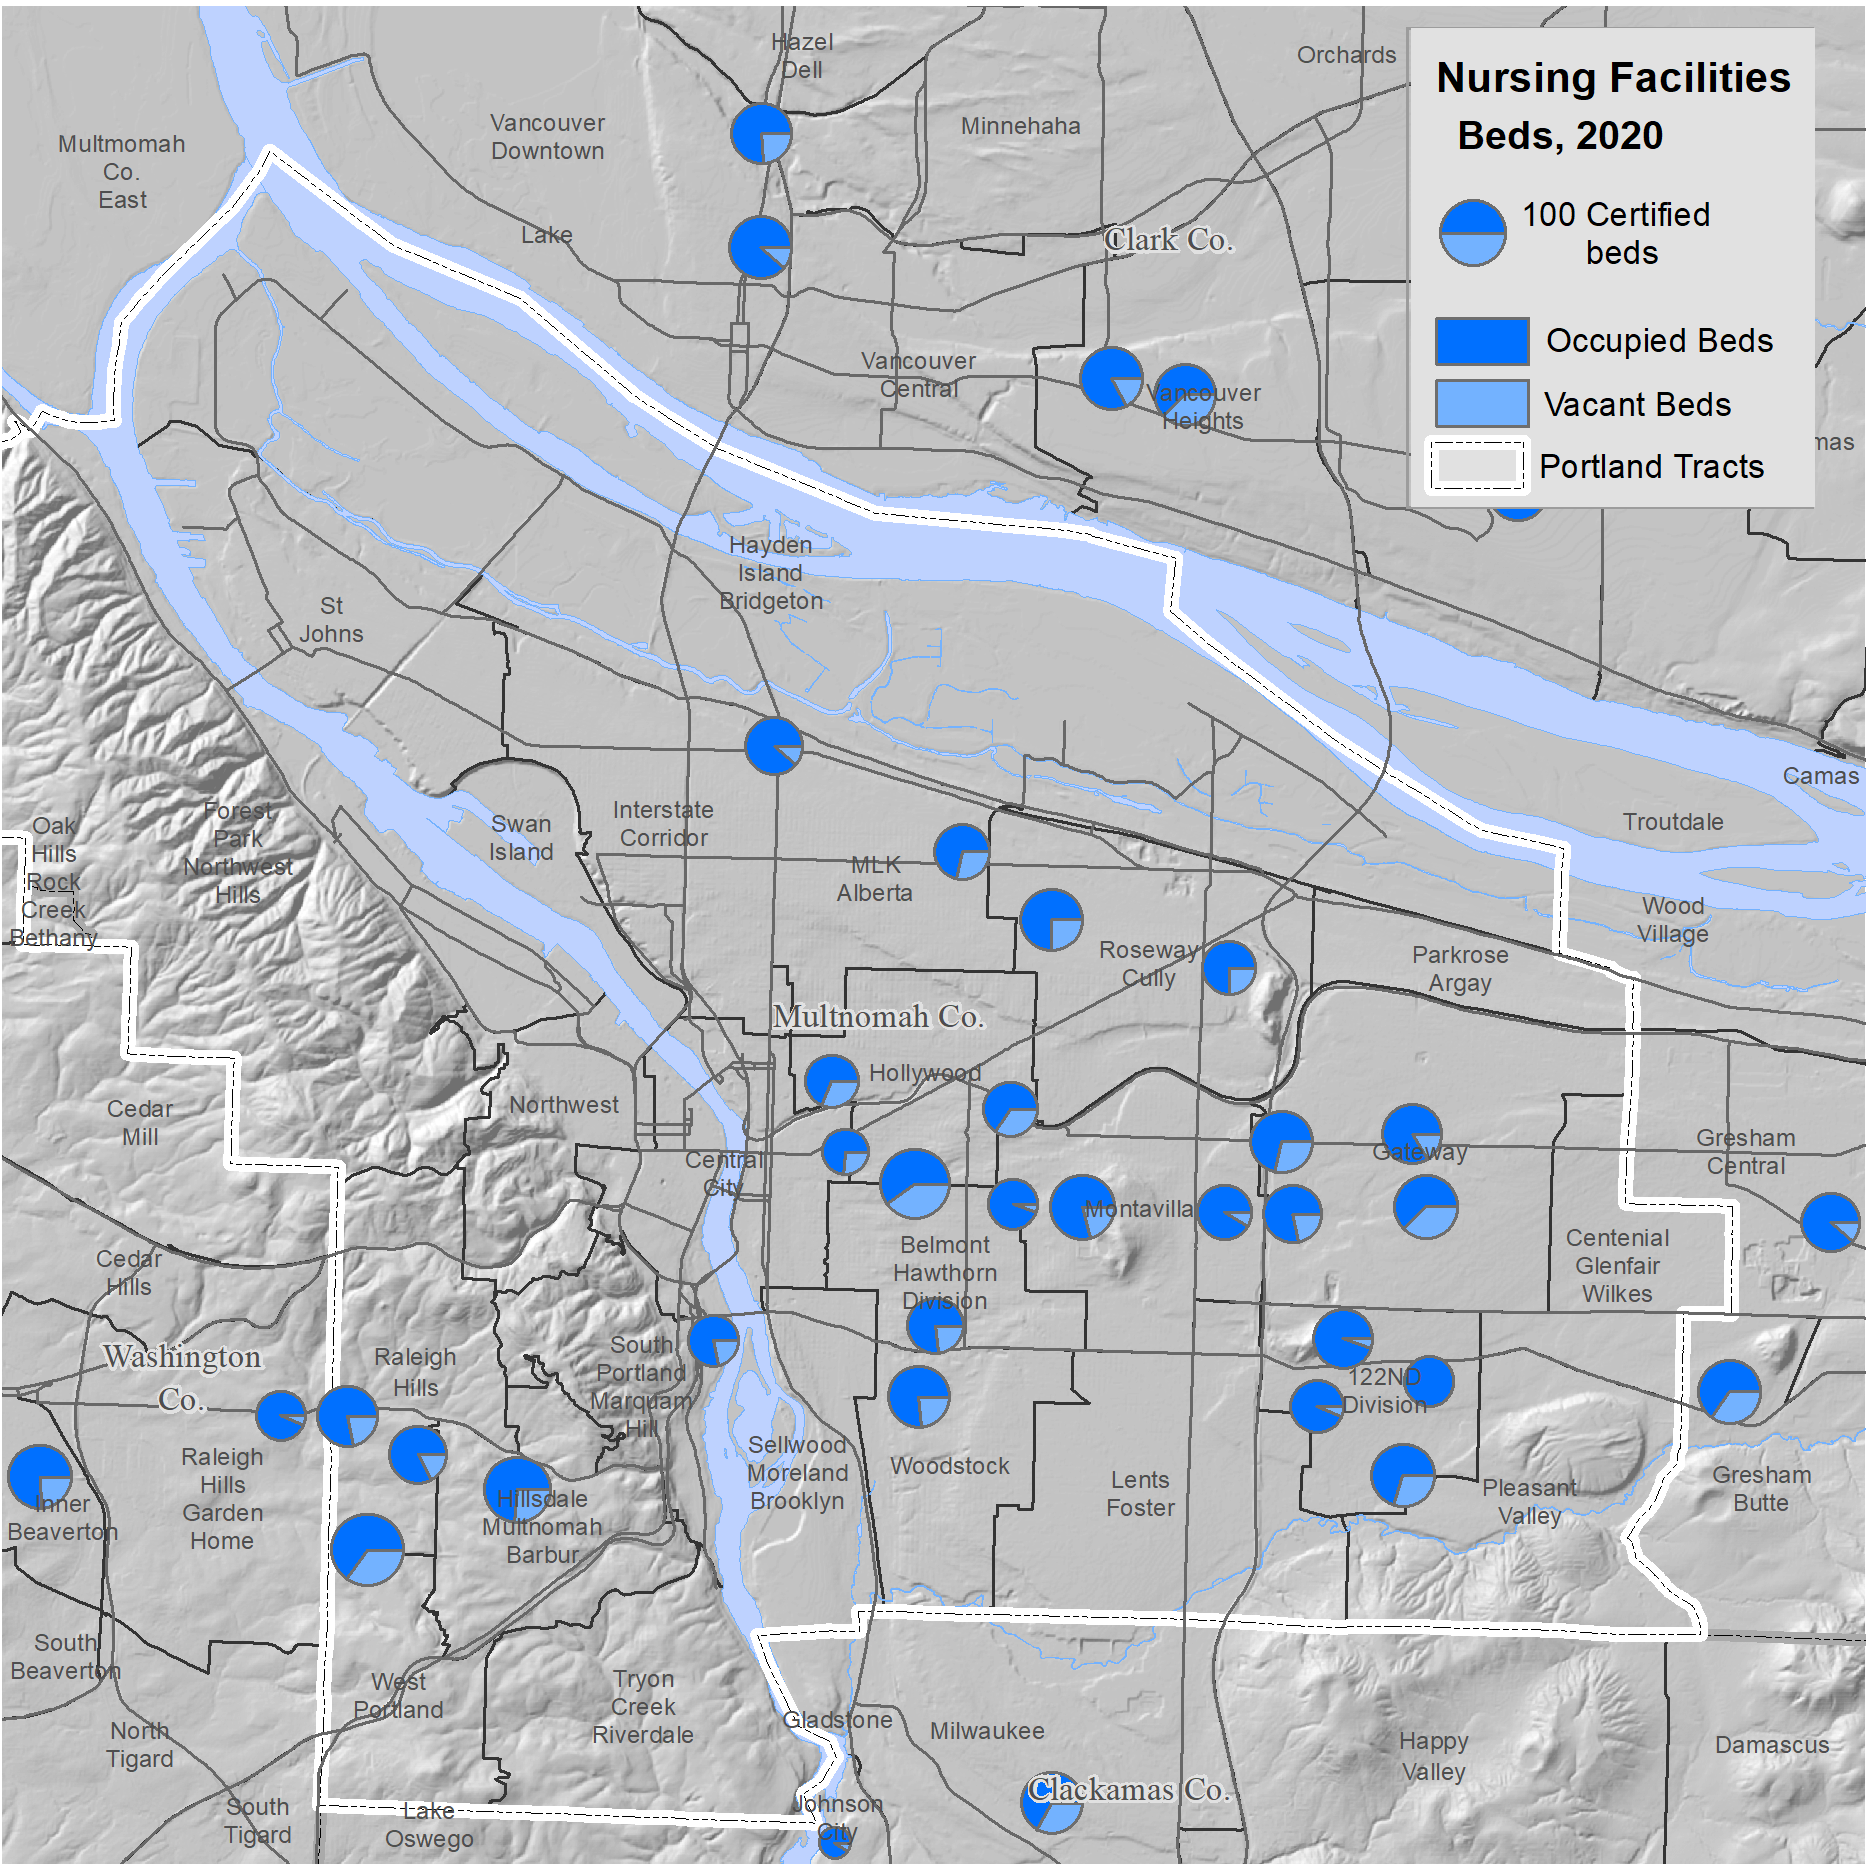 Nursing Facilities
Beds, 2020
100 Certified
beds
Occupied Beds
Vacant Beds
Portland Tracts
Hazel
Dell
Orchards
Vancouver
Downtown
Minnehaha
Multmomah
Co.
East
Lake
Clark Co.
Vancouver
Central
Vancouver
Heights
mas
Hayden
Island
Bridgeton
St
Johns
Camas
Troutdale
Interstate
Corridor
Swan
Island
Forest
Park
Northwest
Hills
Oak
Hills
Rock
Creek
Bethany
MLK
Alberta
Wood
Village
Roseway
Cully
Parkrose
Argay
Multnomah Co.
Hollywood
Northwest
Cedar
Mill
Gateway
Gresham
Central
Central
City
Montavilla
Belmont
Hawthorn
Division
Centenial
Glenfair
Wilkes
Cedar
Hills
Washington
Co.
Raleigh
Hills
South
Portland
Marquam
Hill
122ND
Division
Sellwood
Moreland
Brooklyn
Woodstock
Lents
Foster
Pleasant
Valley
Gresham
Butte
Raleigh
Hills
Garden
Home
Inner
Beaverton
Hillsdale
Multnomah
Barbur
South
Beaverton
West
Portland
Tryon
Creek
Riverdale
North
Tigard
Gladstone
Milwaukee
Happy
Valley
Damascus
Clackamas Co.
South
Tigard
Lake
Oswego
Johnson
City